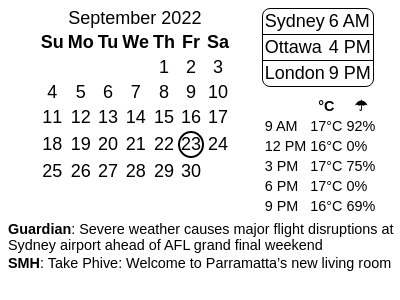 September 2022
Su Mo Tu We Th Fr Sa
1 2 3
4 5 6 7 8 9 10
11 12 13 14 15 16 17
18 19 20 21 22 23 24
25 26 27 28 29 30
Sydney 6 AM
Ottawa 4 PM
London 9 PM
°C ☂
9 AM 17°C 92%
12 PM 16°C 0%
3 PM 17°C 75%
6 PM 17°C 0%
9 PM 16°C 69%
Guardian: Severe weather causes major flight disruptions at
Sydney airport ahead of AFL grand final weekend
SMH: Take Phive: Welcome to Parramatta’s new living room